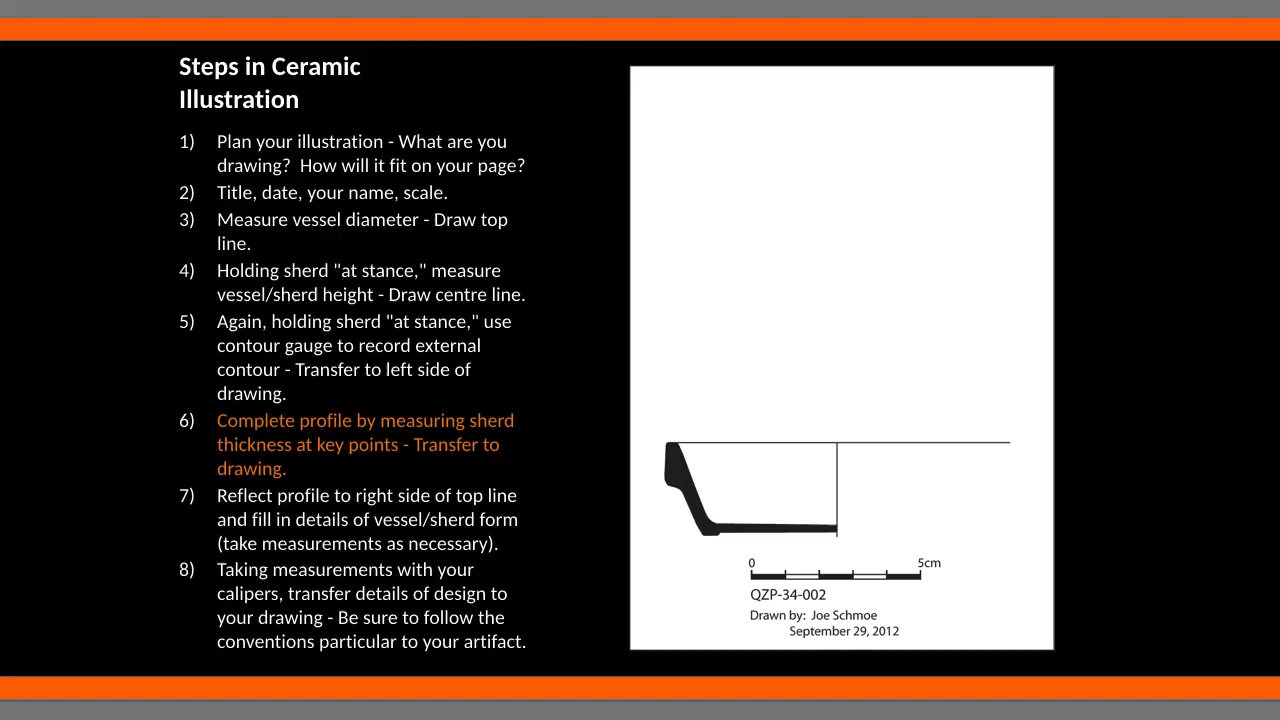 Steps in Ceramic
Illustration
1) Plan your illustration - What are you
drawing?  How will it fit on your page?
2) Title, date, your name, scale.
3) Measure vessel diameter - Draw top
line.
4) Holding sherd "at stance," measure
vessel/sherd height - Draw centre line.
5) Again, holding sherd "at stance," use
contour gauge to record external
contour - Transfer to left side of
drawing.
6) Complete profile by measuring sherd
thickness at key points - Transfer to
drawing.
7) Reflect profile to right side of top line
and fill in details of vessel/sherd form
(take measurements as necessary).
8) Taking measurements with your
calipers, transfer details of design to
your drawing - Be sure to follow the
conventions particular to your artifact.
0 5cm
QZP-34-002
Drawn by:  Joe Schmoe
September 29, 2012